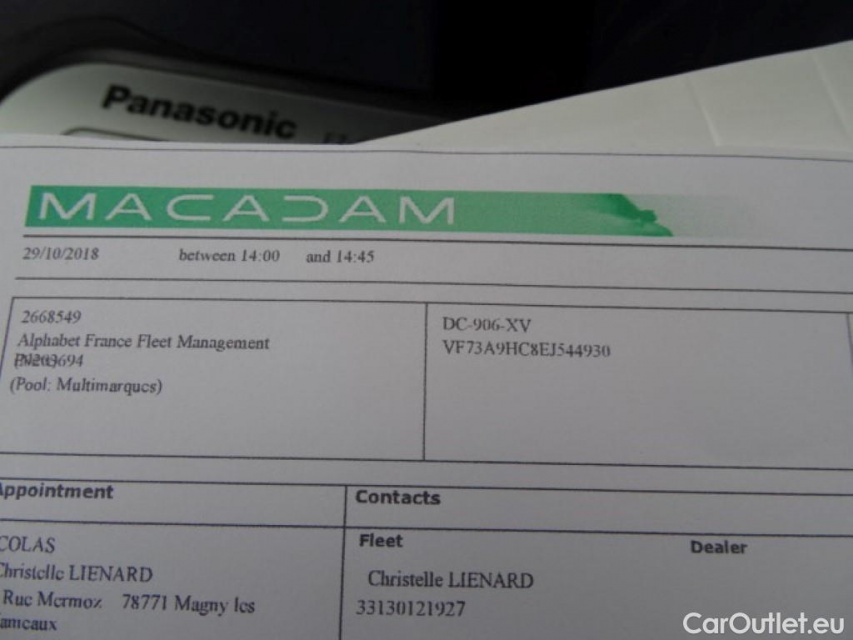 Panasonic
MACADAM
29/10/2018 between 14:00 and 14:45
2668549
Alphabet France Fleet Management
(Pool: Multimarques)
DC-906-XV
VF73A9HC8EJ544930
Appointment
Contacts
COLAS
Christelle LIENARD
Rue Mermoz 78771 Magny les
amcaux
Fleet
Dealer
Christelle LIENARD
33130121927
CarOutlet.eu